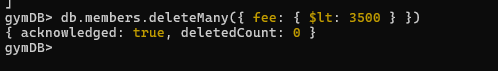 ]
gymDB> db.members.deleteMany({ fee: { $lt: 3500 } })
{ acknowledged: true, deletedCount: 0 }
gymDB>